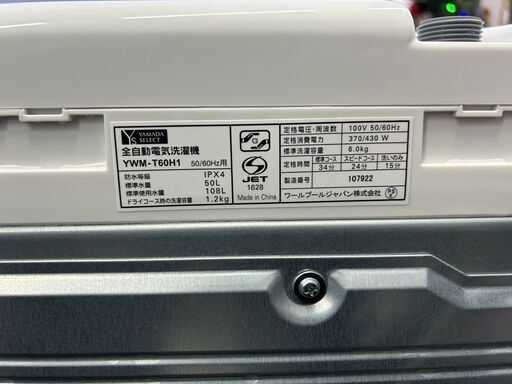 YAMADA
SELECT
全自動電気洗濯機
YWM-T60H1 50/60Hz用
防水等級 IPX4
標準水量 50L
標準使用水量 108L
ドライコース時の洗濯容量 1.2kg
G
JET
1628
Made in China
定格電圧・周波数 100V 50/60Hz
定格消費電力 370/430 W
標準洗濯容量 6.0kg
標準コース スピードコース 洗いのみ
標準時間 34分 24分 15分
製造番号 107922
ワールプールジャパン株式会社
PS
E